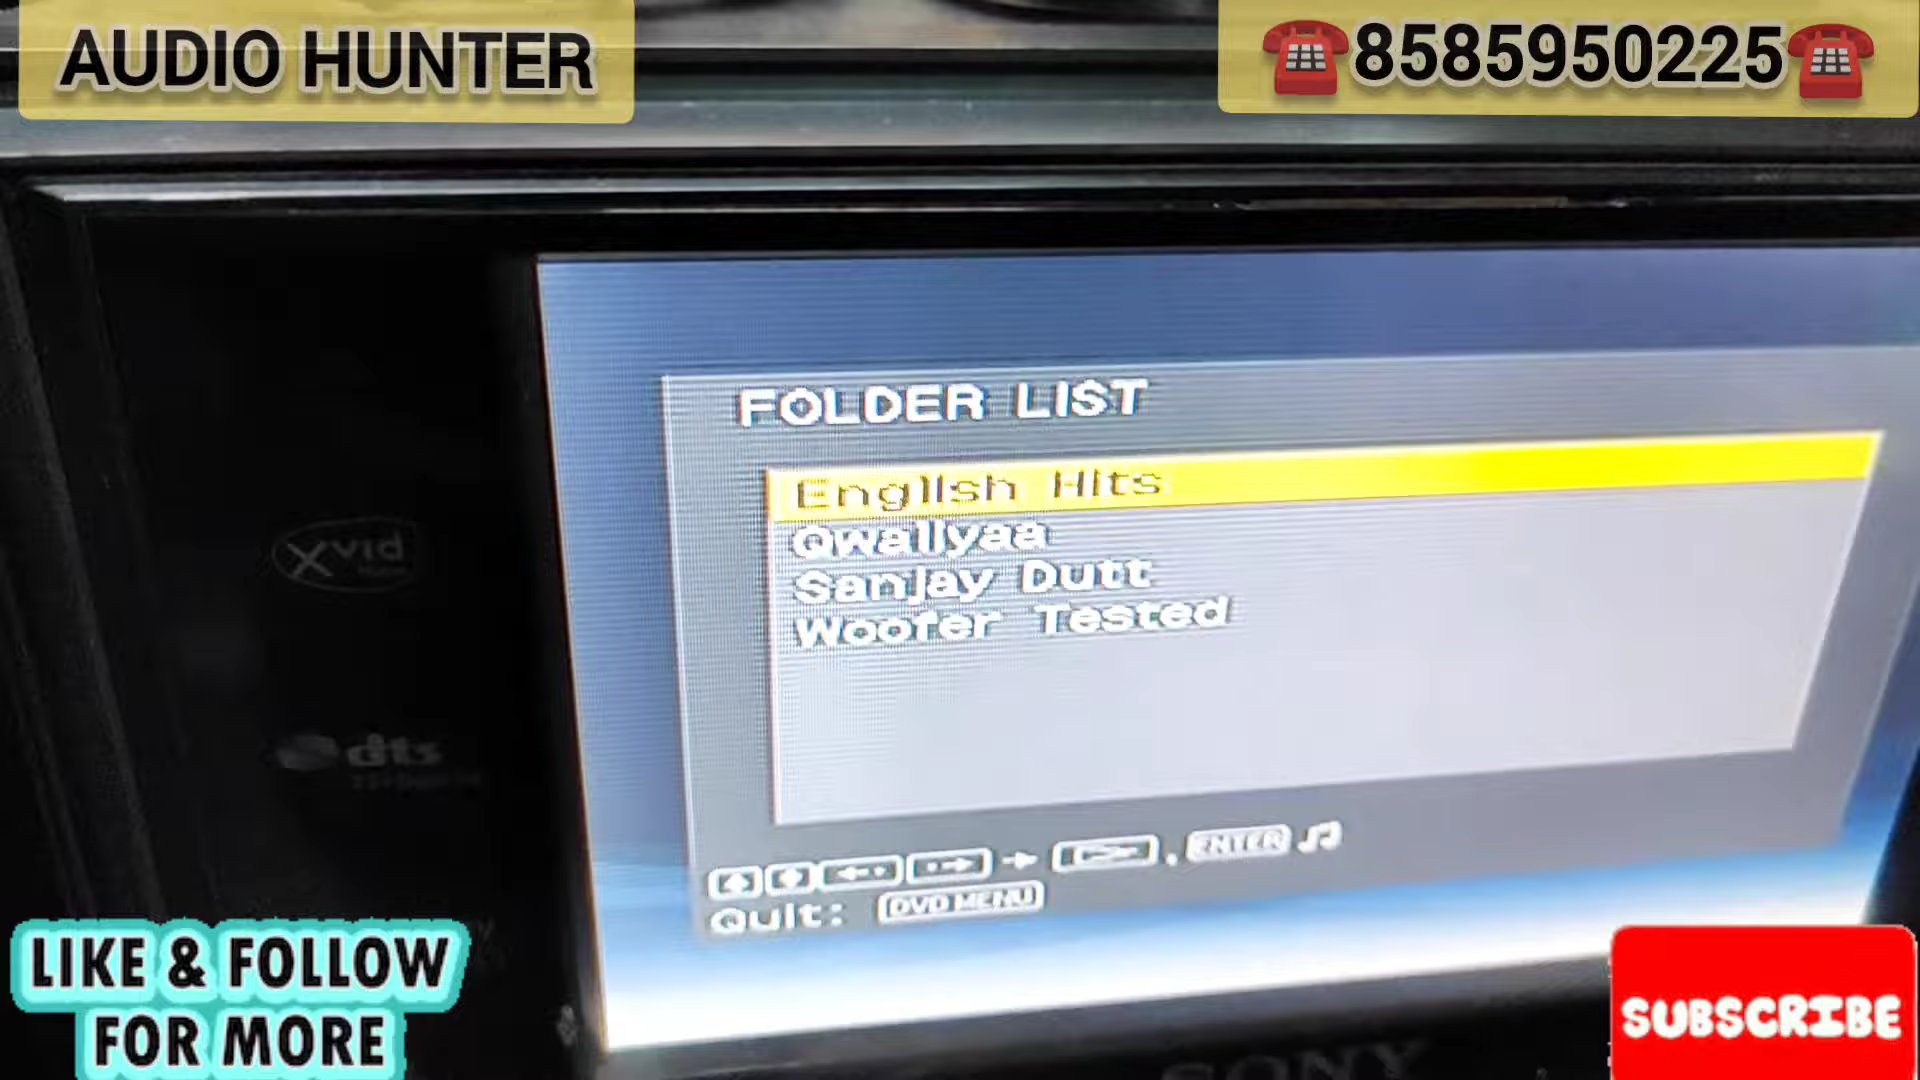 AUDIO HUNTER
☎8585950225☎
FOLDER LIST
English Hits
Qwallyaa
Sanjay Dutt
Woofer Tested
Xvid
dts
ENTER
Quit: DVD MENU
LIKE & FOLLOW
FOR MORE
SUBSCRIBE
SONY